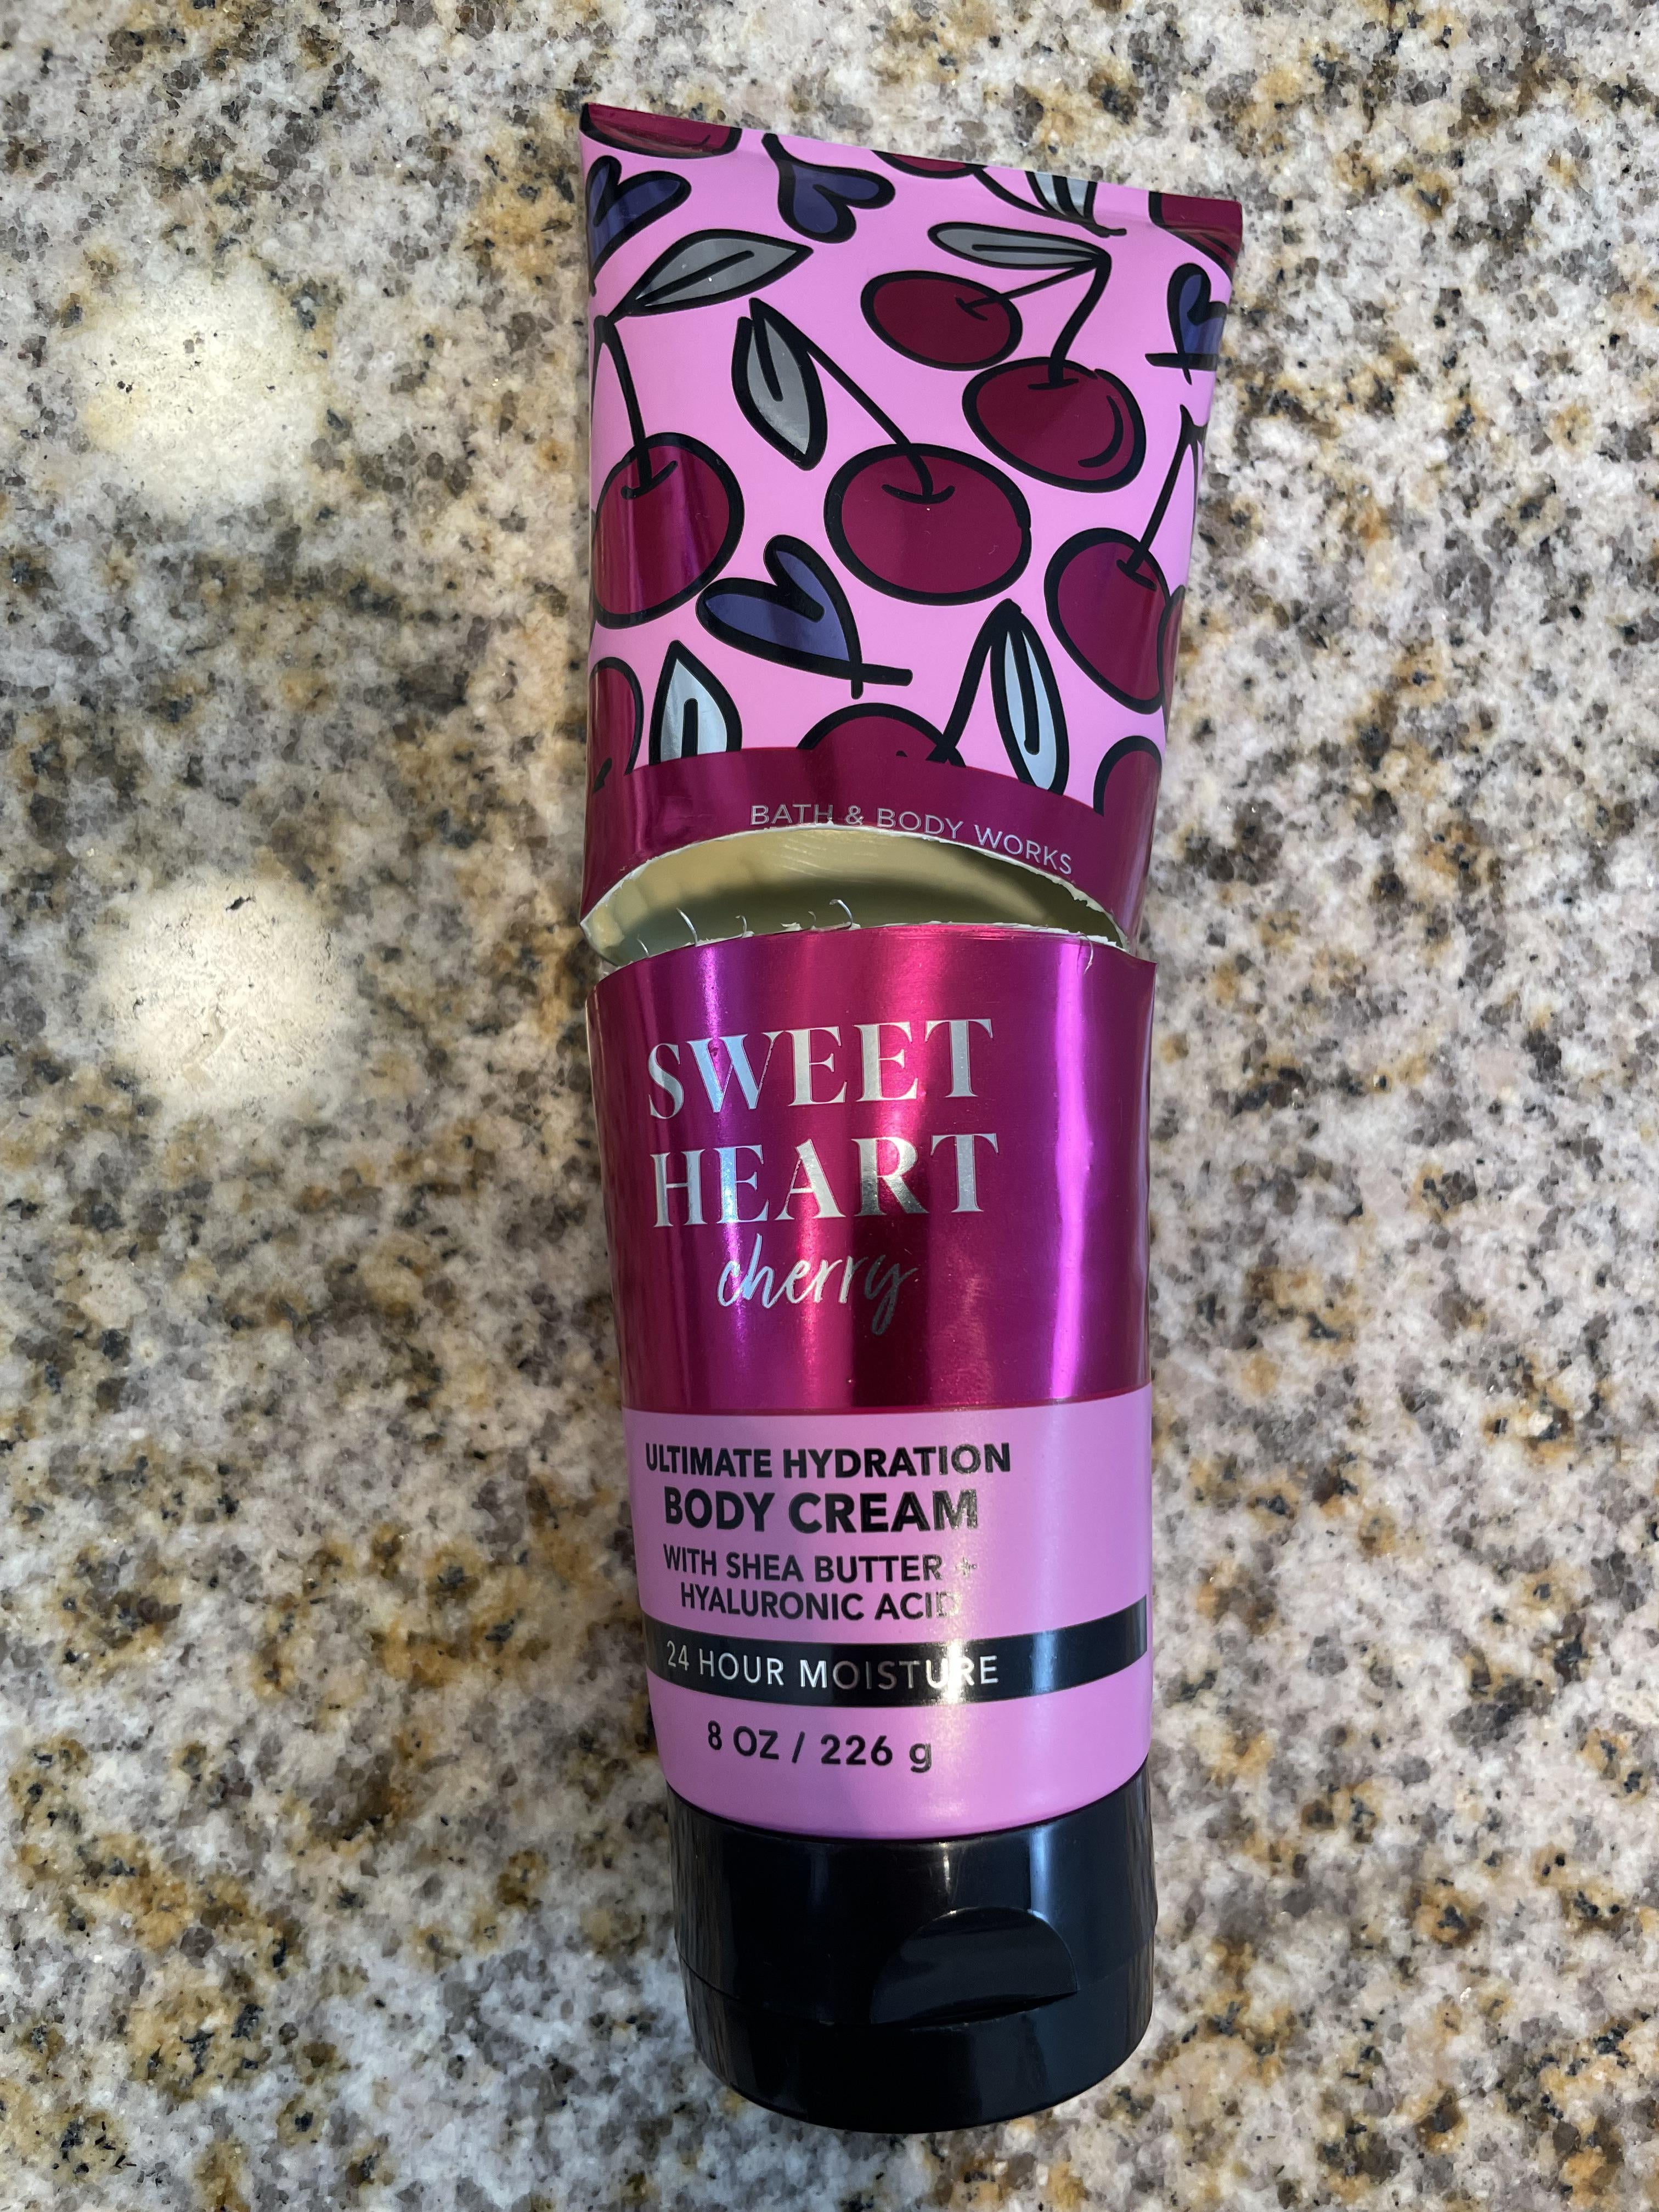 BATH & BODY WORKS
SWEET
HEART
cherry
ULTIMATE HYDRATION
BODY CREAM
WITH SHEA BUTTER +
HYALURONIC ACID
24 HOUR MOISTURE
8 OZ / 226 g